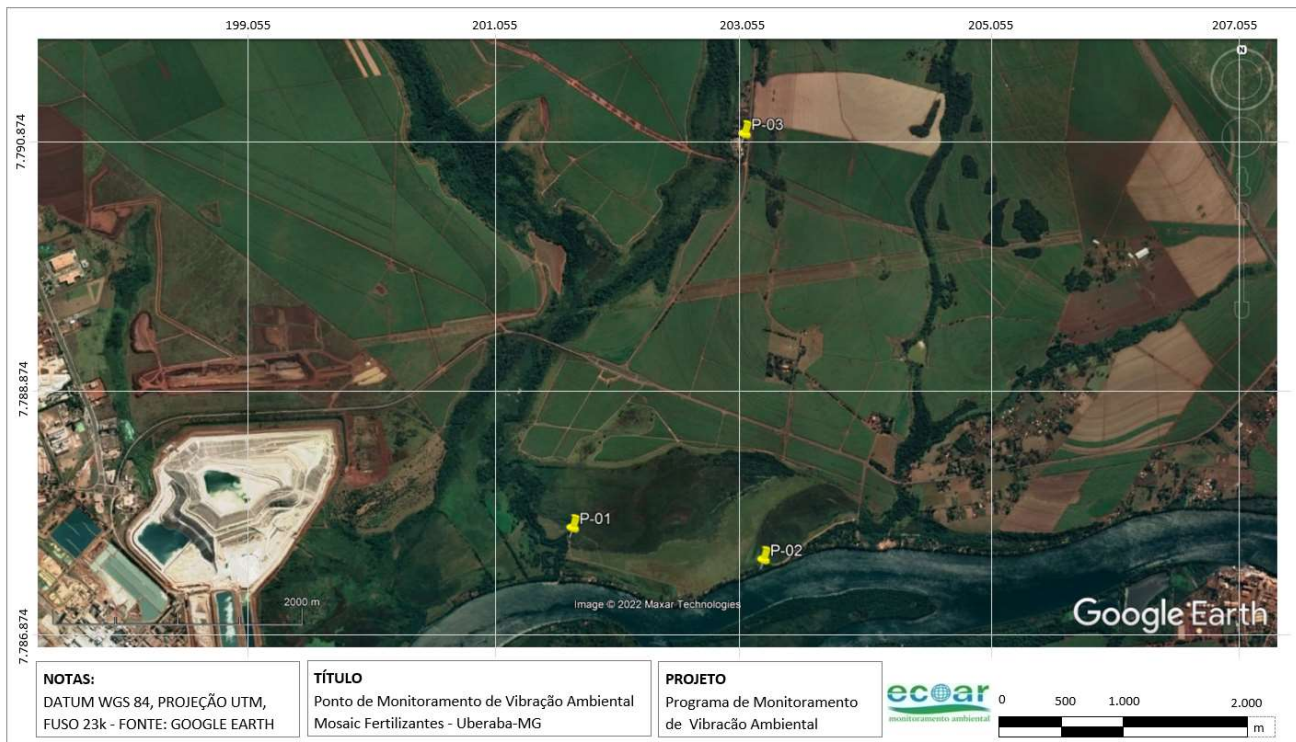 199.055
201.055
203.055
205.055
207.055
N
7.790.874
P-03
7.788.874
P-01
P-02
2000 m
Image © 2022 Maxar Technologies
Google Earth
7.786.874
NOTAS:
DATUM WGS 84, PROJEÇÃO UTM,
FUSO 23k - FONTE: GOOGLE EARTH
TÍTULO
Ponto de Monitoramento de Vibração Ambiental
Mosaic Fertilizantes - Uberaba-MG
PROJETO
Programa de Monitoramento
de Vibracão Ambiental
ecoar
monitoramento ambiental
0 500 1.000 2.000
m